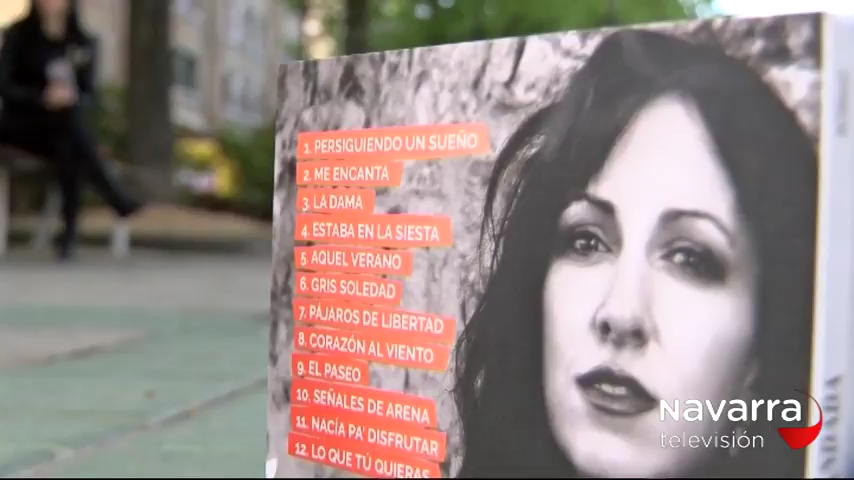 1. PERSIGUIENDO UN SUEÑO
2. ME ENCANTA
3. LA DAMA
4. ESTABA EN LA SIESTA
5. AQUEL VERANO
6. GRIS SOLEDAD
7. PÁJAROS DE LIBERTAD
8. CORAZÓN AL VIENTO
9. EL PASEO
10. SEÑALES DE ARENA
11. NACÍA PA' DISFRUTAR
12. LO QUE TÚ QUIERAS
Navarra
televisión